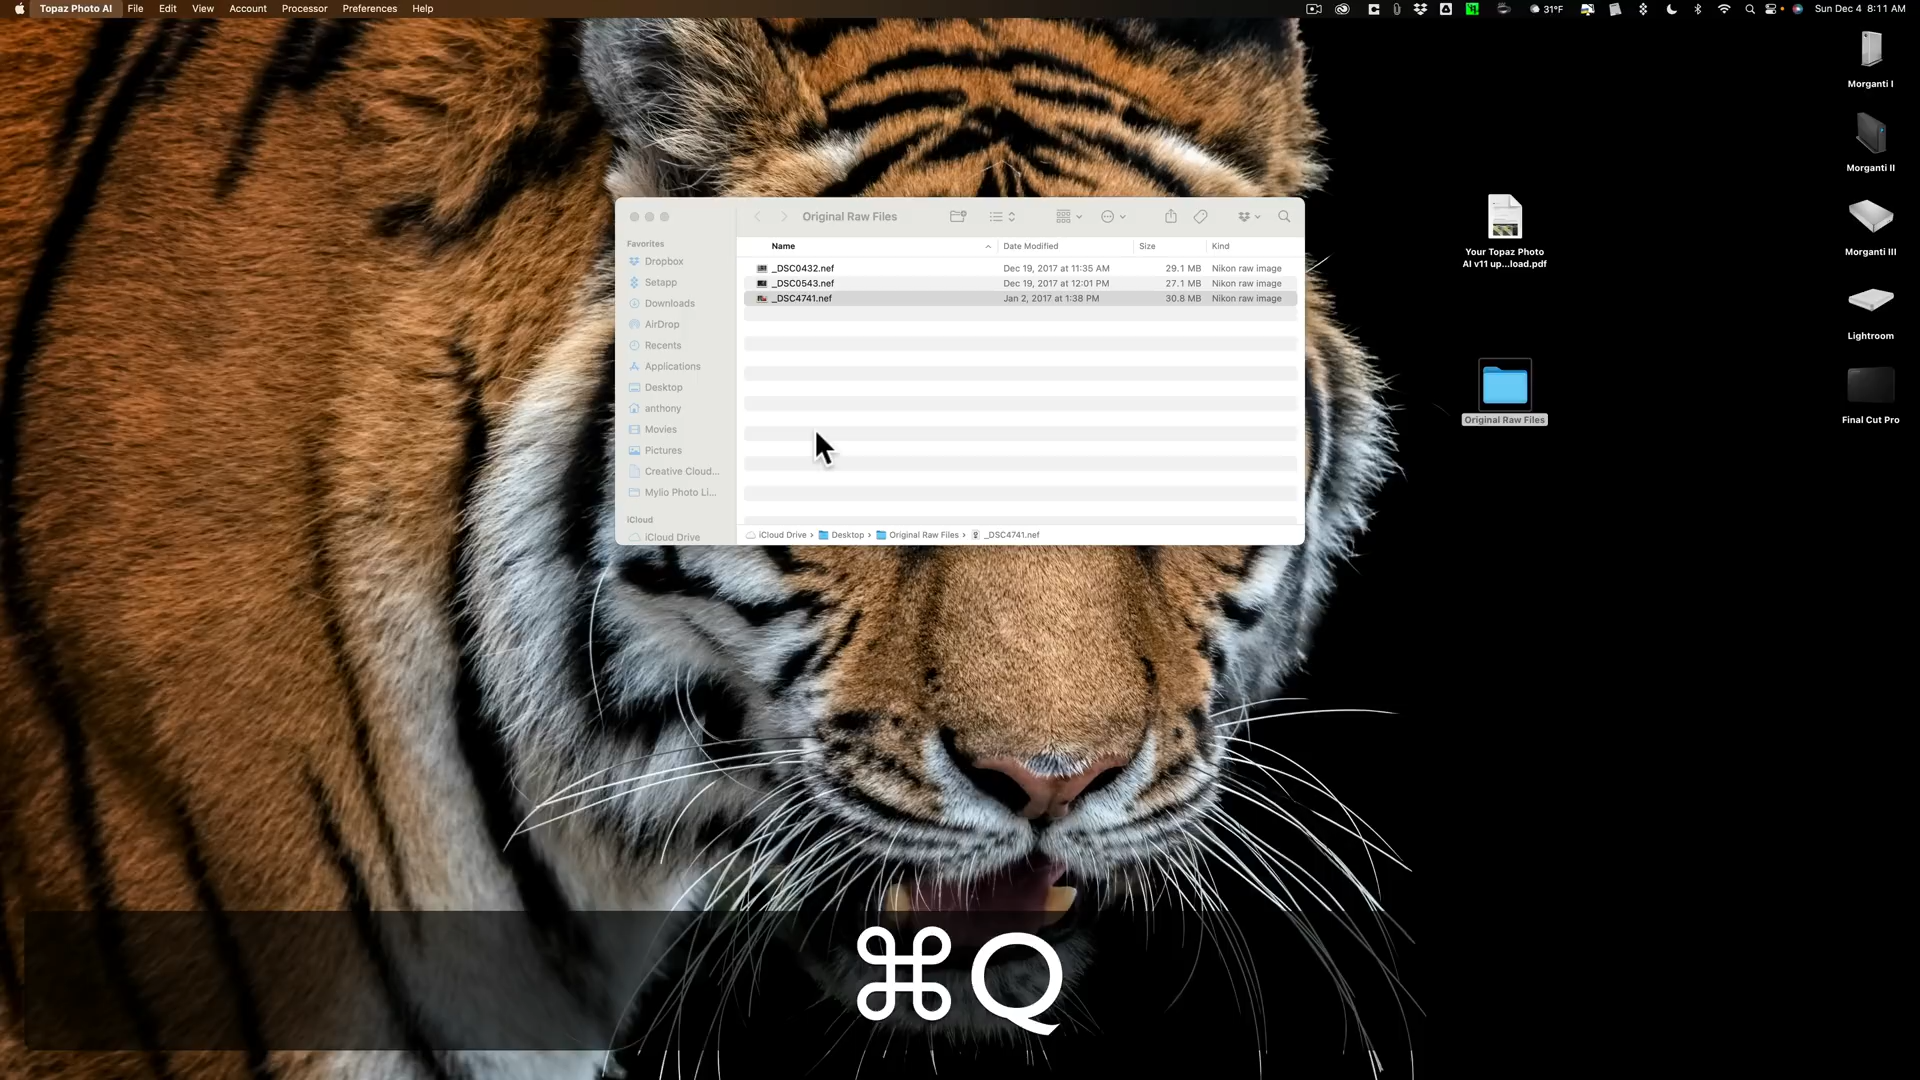 Topaz Photo AI File Edit View Account Processor Preferences Help
31°F Sun Dec 4 8:11 AM
Morganti I
Morganti II
Morganti III
Lightroom
Final Cut Pro
Your Topaz Photo
AI v11 up...load.pdf
Original Raw Files
Original Raw Files
Favorites
Dropbox
Setapp
Downloads
AirDrop
Recents
Applications
Desktop
anthony
Movies
Pictures
Creative Cloud...
Mylio Photo Li...
iCloud
iCloud Drive
Name Date Modified Size Kind
_DSC0432.nef Dec 19, 2017 at 11:35 AM 29.1 MB Nikon raw image
_DSC0543.nef Dec 19, 2017 at 12:01 PM 27.1 MB Nikon raw image
_DSC4741.nef Jan 2, 2017 at 1:38 PM 30.8 MB Nikon raw image
iCloud Drive › Desktop › Original Raw Files › _DSC4741.nef
⌘Q